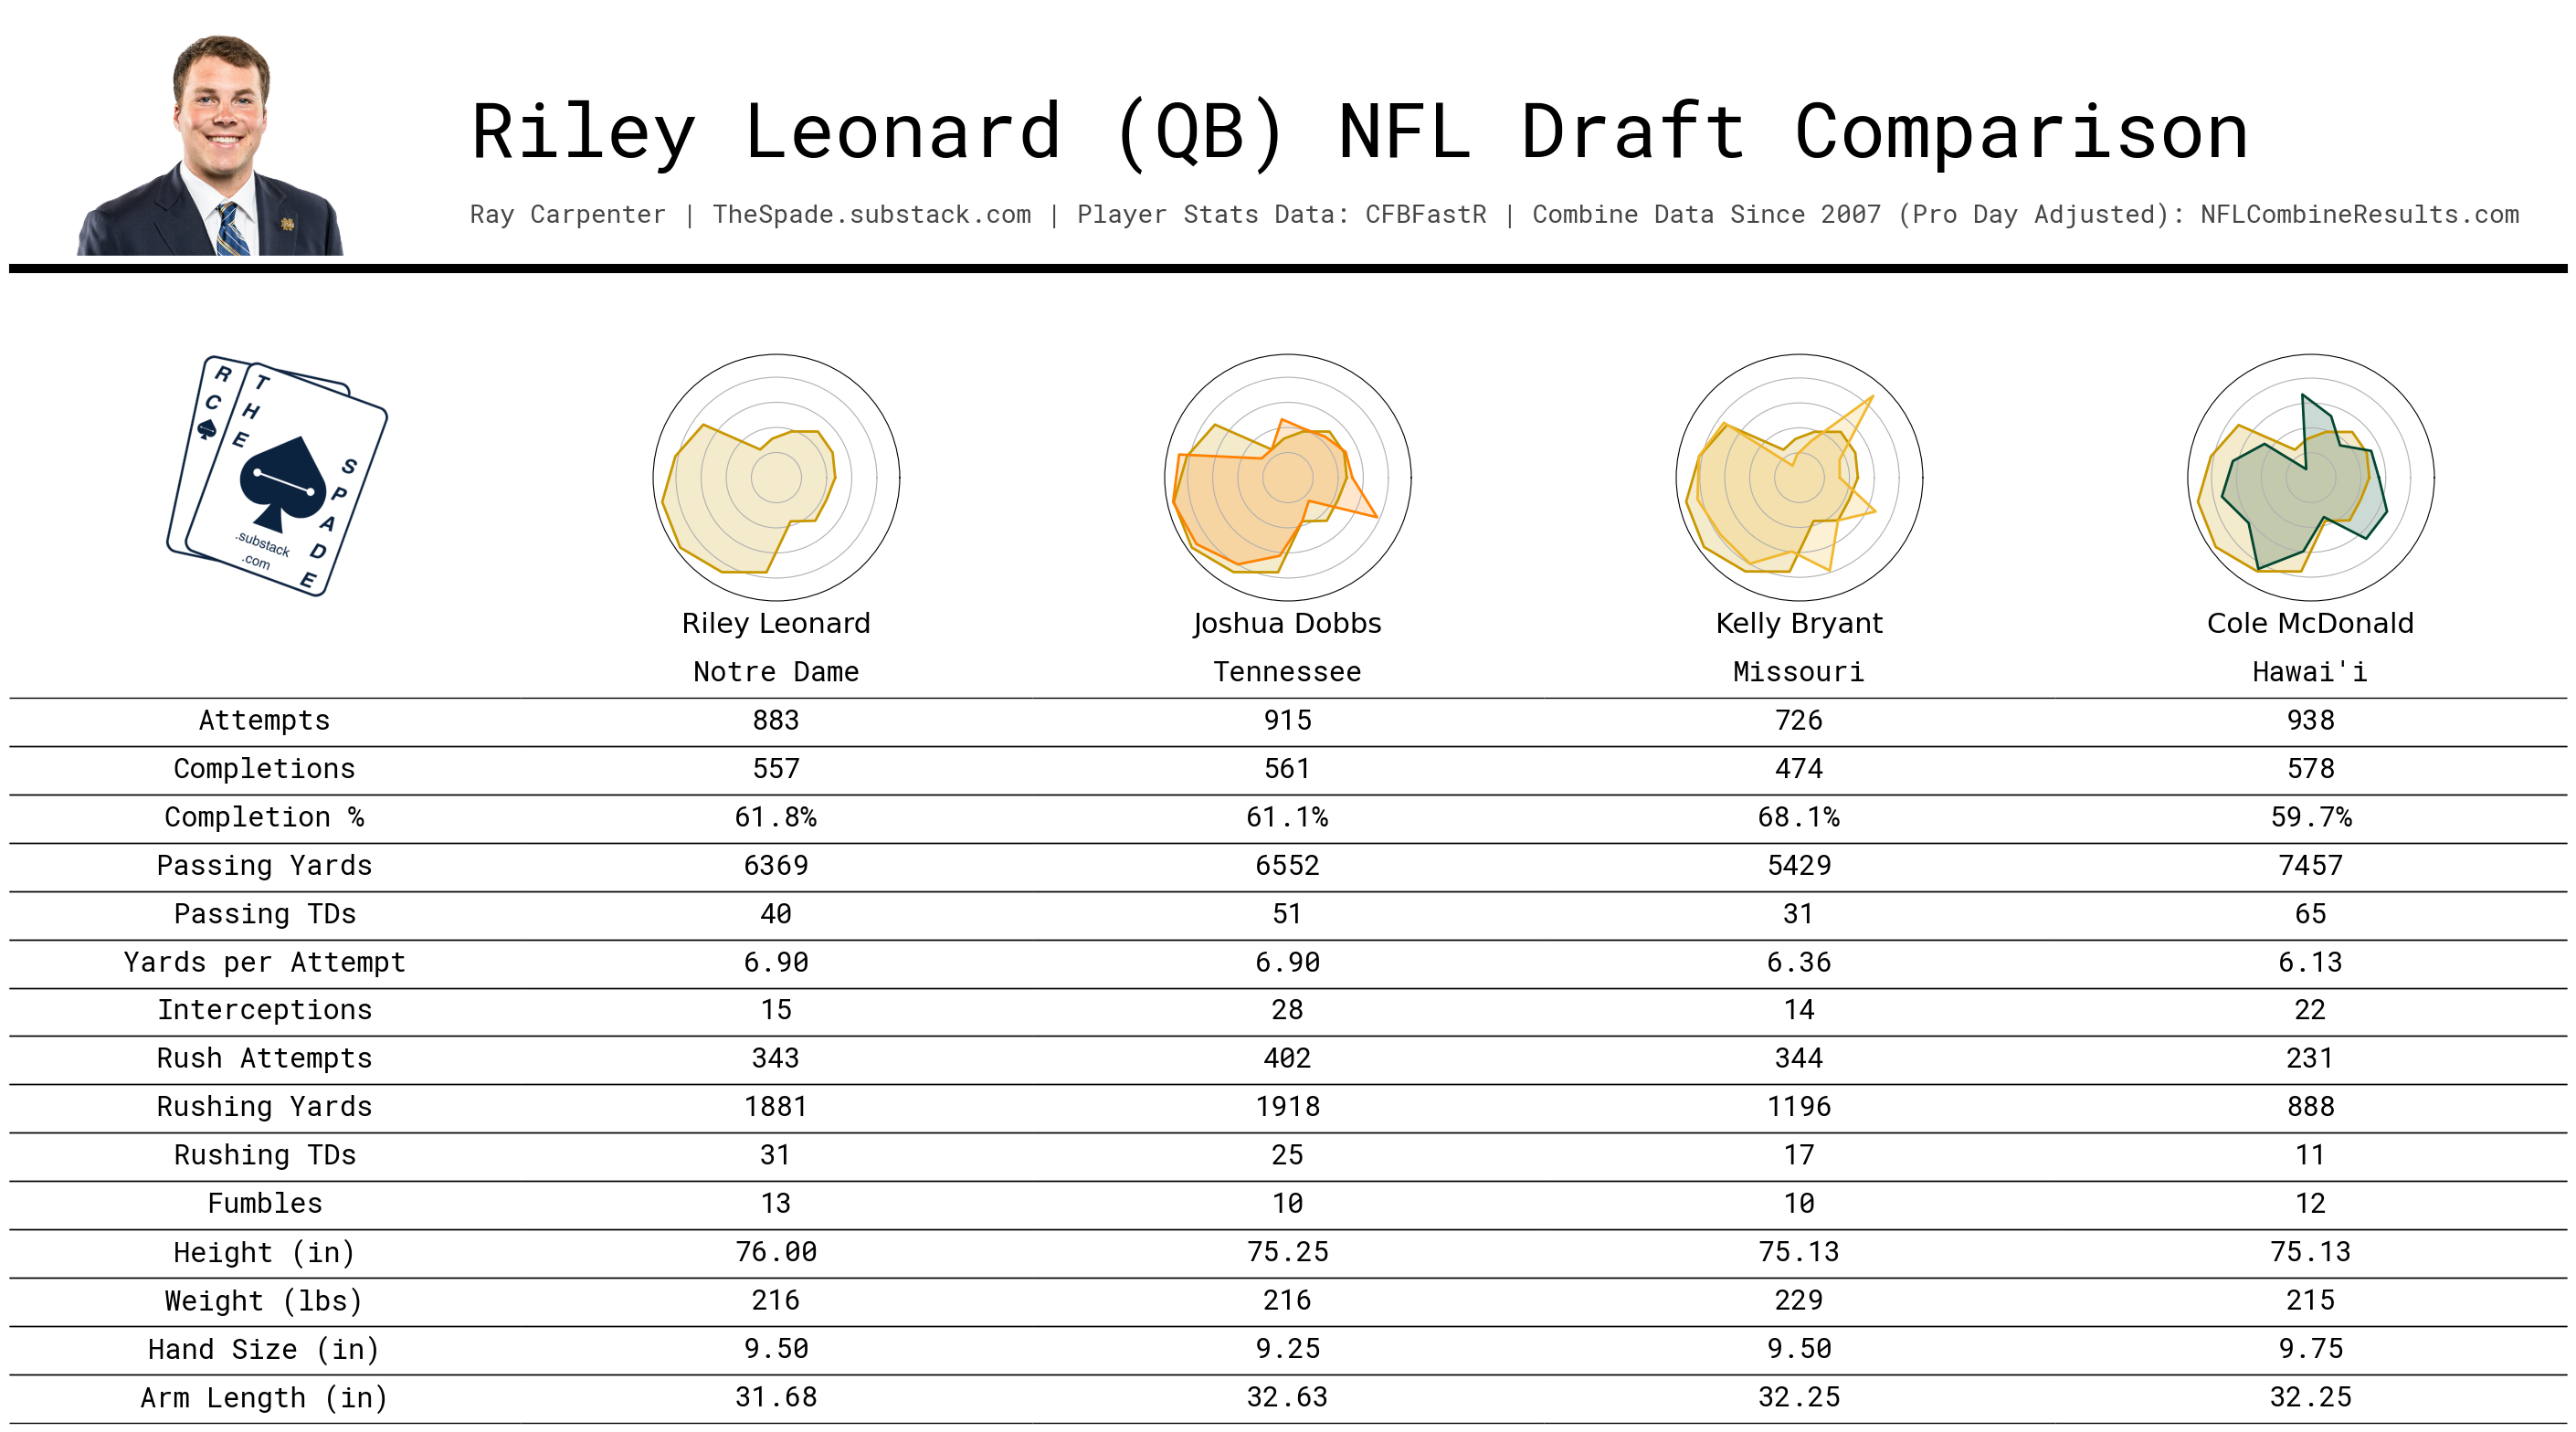 Riley Leonard (QB) NFL Draft Comparison
Ray Carpenter | TheSpade.substack.com | Player Stats Data: CFBFastR | Combine Data Since 2007 (Pro Day Adjusted): NFLCombineResults.com
RC
THE
SPADE
.substack
.com
Riley Leonard Joshua Dobbs Kelly Bryant Cole McDonald
Notre Dame Tennessee Missouri Hawai'i
Attempts 883 915 726 938
Completions 557 561 474 578
Completion % 61.8% 61.1% 68.1% 59.7%
Passing Yards 6369 6552 5429 7457
Passing TDs 40 51 31 65
Yards per Attempt 6.90 6.90 6.36 6.13
Interceptions 15 28 14 22
Rush Attempts 343 402 344 231
Rushing Yards 1881 1918 1196 888
Rushing TDs 31 25 17 11
Fumbles 13 10 10 12
Height (in) 76.00 75.25 75.13 75.13
Weight (lbs) 216 216 229 215
Hand Size (in) 9.50 9.25 9.50 9.75
Arm Length (in) 31.68 32.63 32.25 32.25